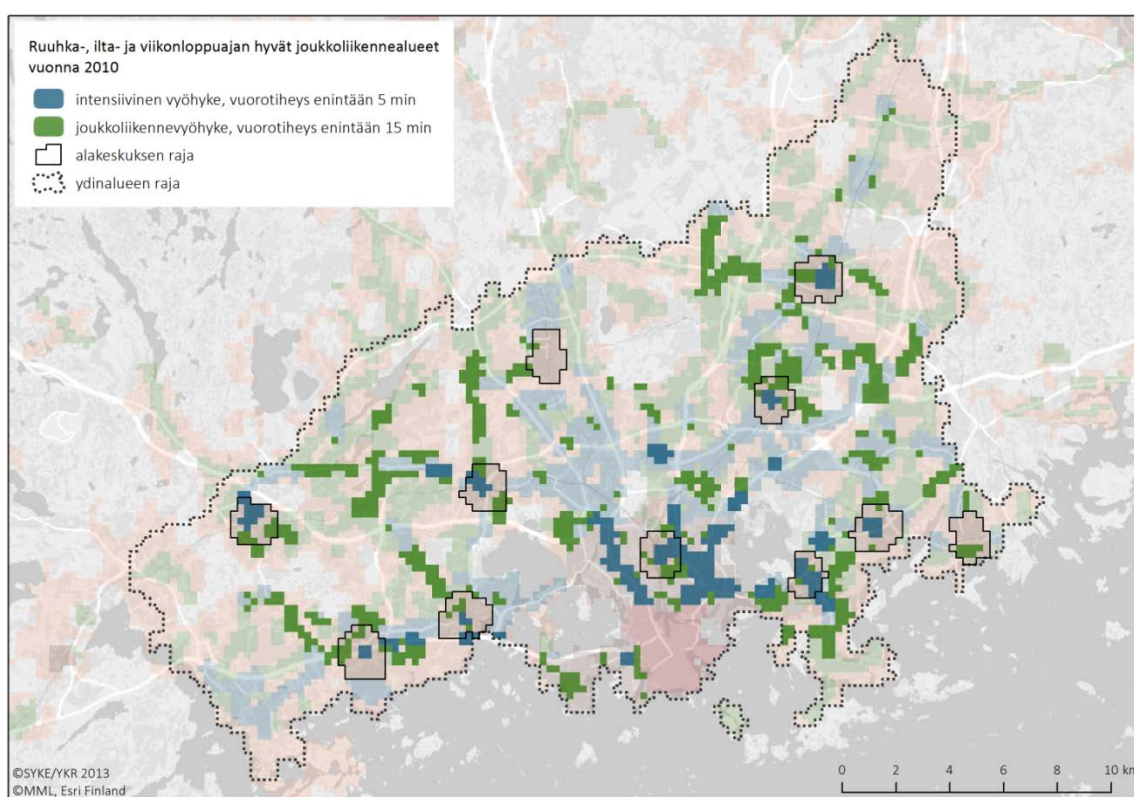 Ruuhka-, ilta- ja viikonloppuajan hyvät joukkoliikennealueet
vuonna 2010
intensiivinen vyöhyke, vuorotiheys enintään 5 min
joukkoliikennevyöhyke, vuorotiheys enintään 15 min
alakeskuksen raja
ydinalueen raja
©SYKE/YKR 2013
©MML, Esri Finland
0 2 4 6 8 10 km